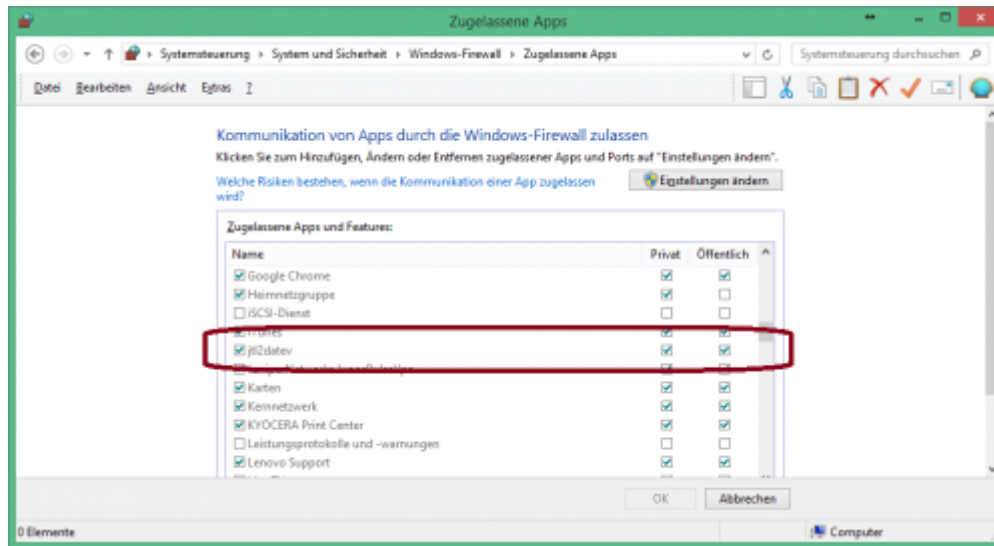 Zugelassene Apps
Systemsteuerung Systern und Sicherheit Windows-Firewall Zugelassene Apps Systemsteuerung durchsuchen
Datei Bearbeiten Ansicht Extras ?
Kommunikation von Apps durch die Windows-Firewall zulassen
Klicken Sie zum Hinzufügen, Ändern oder Entfernen zugelassener Apps und Ports auf "Einstellungen ändern".
Welche Risiken bestehen, wenn die Kommunikation einer App zugelassen wird?
Einstellungen ändern
Zugelassene Apps und Features:
Name Privat Öffentlich
Google Chrome
Heimnetzgruppe
iSCSI-Dienst
iTunes
jtl2datev
Karten
Kernnetzwerk
KYOCERA Print Center
Leistungsprotokolle und -warnungen
Lenovo Support
OK Abbrechen
0 Elemente Computer